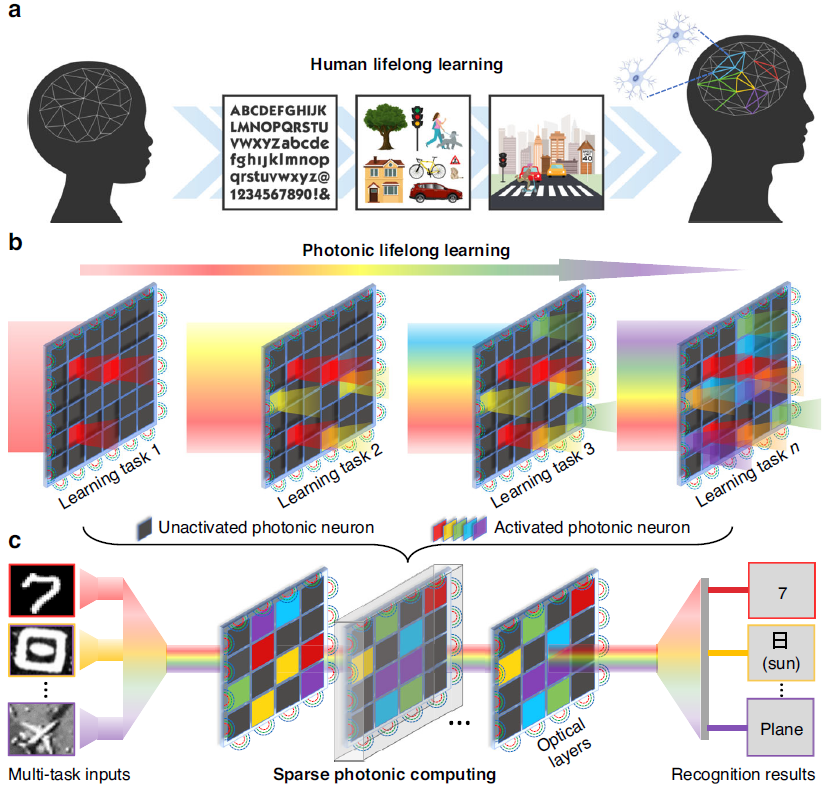 a
Human lifelong learning
ABCDEFGHIJK
LMNOPQRSTU
vwxyzabcde
fghijklmnop
qrstuvwxyz@
1234567890!&
SPEED
LIMIT
40
b
Photonic lifelong learning
Learning task 1
Learning task 2
Learning task 3
Learning task n
Unactivated photonic neuron
Activated photonic neuron
c
7
日
(sun)
Plane
Optical
layers
Multi-task inputs
Sparse photonic computing
Recognition results